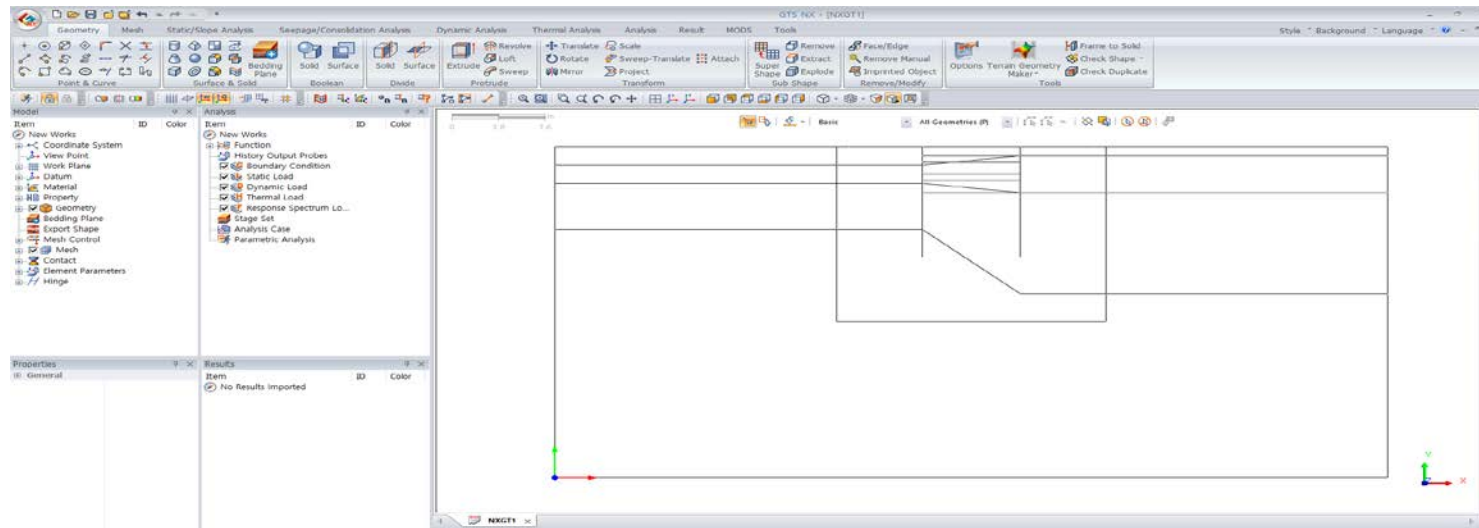 GTS NX - [NXGT1]
Geometry Mesh Static/Slope Analysis Seepage/Consolidation Analysis Dynamic Analysis Thermal Analysis Analysis Result MODS Tools Style Background Language
Revolve Translate Scale Remove Face/Edge Frame to Solid
Loft Rotate Sweep-Translate Attach Extract Remove Manual Check Shape
Bedding Plane Solid Surface Solid Surface Extrude Sweep Mirror Project Super Shape Explode Imprinted Object Options Terrain Geometry Maker Check Duplicate
Point & Curve Surface & Solid Boolean Divide Protrude Transform Sub Shape Remove/Modify Tools
Model Analysis
Item ID Color Item ID Color
Basic All Geometries (P)
New Works New Works
Coordinate System Function
View Point History Output Probes
Work Plane Boundary Condition
Datum Static Load
Material Dynamic Load
Property Thermal Load
Geometry Response Spectrum Lo...
Bedding Plane Stage Set
Export Shape Analysis Case
Mesh Control Parametric Analysis
Mesh
Contact
Element Parameters
Hinge
Properties Results
General Item ID Color
No Results Imported
Y
Z X
NXGT1